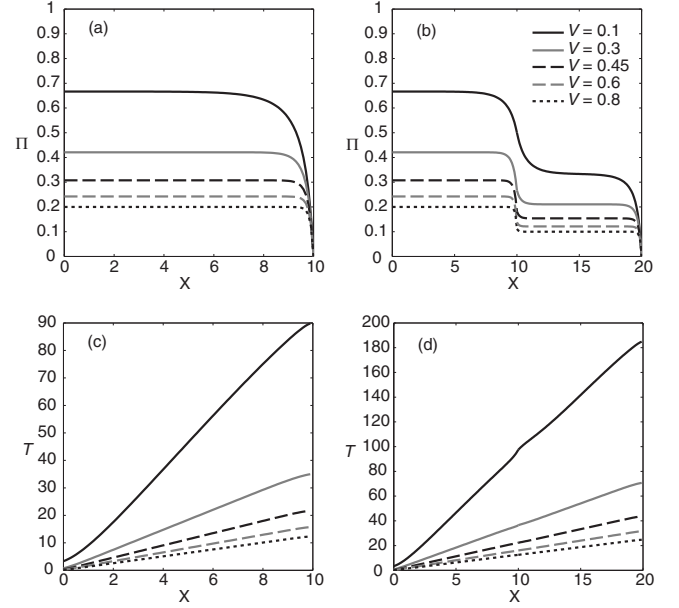 (a)
1
0.9
0.8
0.7
0.6
0.5
0.4
0.3
0.2
0.1
0
Π
0 2 4 6 8 10
X
(b)
V = 0.1
V = 0.3
V = 0.45
V = 0.6
V = 0.8
1
0.9
0.8
0.7
0.6
0.5
0.4
0.3
0.2
0.1
0
Π
0 5 10 15 20
X
(c)
90
80
70
60
50
40
30
20
10
0
T
0 2 4 6 8 10
X
(d)
200
180
160
140
120
100
80
60
40
20
0
T
0 5 10 15 20
X